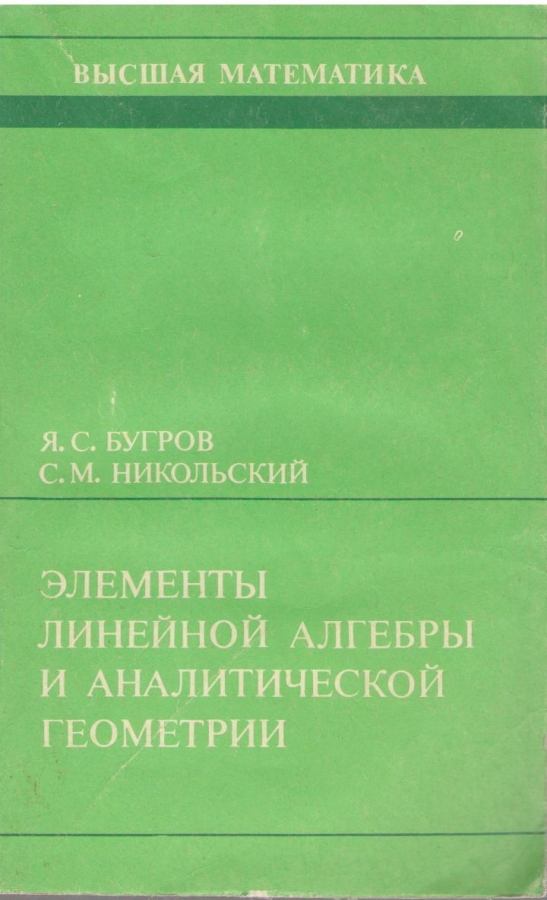 ВЫСШАЯ МАТЕМАТИКА
Я. С. БУГРОВ
С. М. НИКОЛЬСКИЙ
ЭЛЕМЕНТЫ
ЛИНЕЙНОЙ АЛГЕБРЫ
И АНАЛИТИЧЕСКОЙ
ГЕОМЕТРИИ